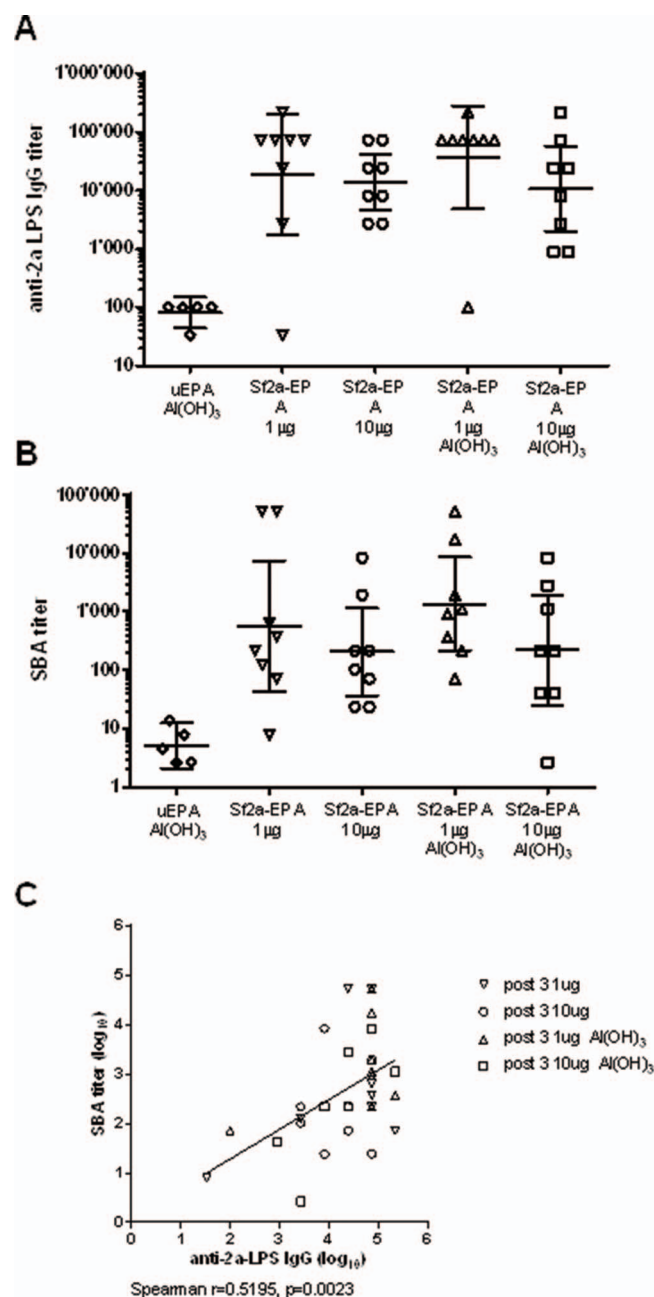 A
1'000'000
100'000
10'000
1'000
100
10
anti-2a LPS IgG titer
uEPA
Al(OH)3
Sf2a-EP
A
1µg
Sf2a-EP
A
10µg
Sf2a-EP
A
1µg
Al(OH)3
Sf2a-EP
A
10µg
Al(OH)3
B
100'000
10'000
1'000
100
10
1
SBA titer
uEPA
Al(OH)3
Sf2a-EPA
1µg
Sf2a-EPA
10µg
Sf2a-EPA
1µg
Al(OH)3
Sf2a-EPA
10µg
Al(OH)3
C
6
5
4
3
2
1
0
SBA titer (log10)
0 1 2 3 4 5 6
anti-2a-LPS IgG (log10)
post 3 1ug
post 3 10ug
post 3 1ug Al(OH)3
post 3 10ug Al(OH)3
Spearman r=0.5195, p=0.0023